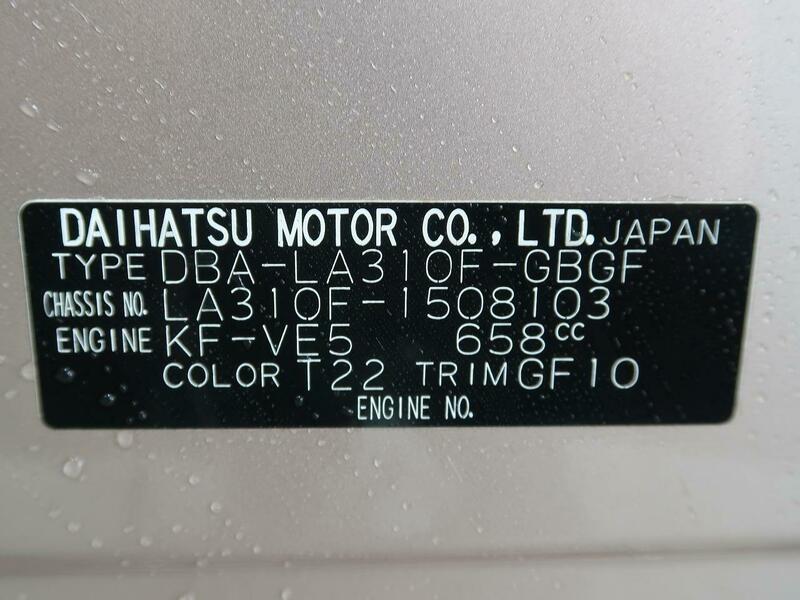 DAIHATSU MOTOR CO., LTD. JAPAN
TYPE DBA-LA310F-GBGF
CHASSIS NO. LA310F-1508103
ENGINE KF-VE5 658cc
COLOR T22 TRIM GF10
ENGINE NO.